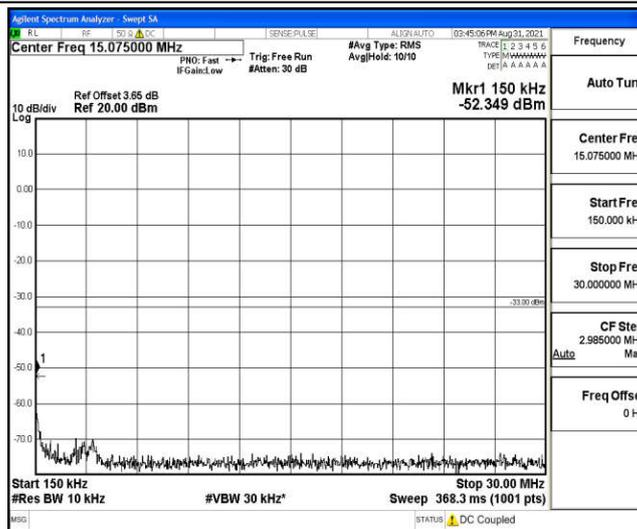 Agilent Spectrum Analyzer - Swept SA
RL RF 50 Ω DC SENSE:PULSE ALIGN AUTO 03:45:06 PM Aug 31, 2021
Center Freq 15.075000 MHz
PNO: Fast
IFGain:Low
Trig: Free Run
#Atten: 30 dB
#Avg Type: RMS
Avg|Hold: 10/10
TRACE 1 2 3 4 5 6
TYPE M
DET A A A A A A
Ref Offset 3.65 dB
10 dB/div Ref 20.00 dBm
Log
Mkr1 150 kHz
-52.349 dBm
10.0
0.00
-10.0
-20.0
-30.0
-33.00 dBm
-40.0
1
-50.0
-60.0
-70.0
Start 150 kHz Stop 30.00 MHz
#Res BW 10 kHz #VBW 30 kHz* Sweep 368.3 ms (1001 pts)
MSG STATUS DC Coupled
Frequency
Auto Tun
Center Fre
15.075000 MH
Start Fre
150.000 kH
Stop Fre
30.000000 MH
CF Ste
2.985000 MH
Auto Ma
Freq Offse
0 H